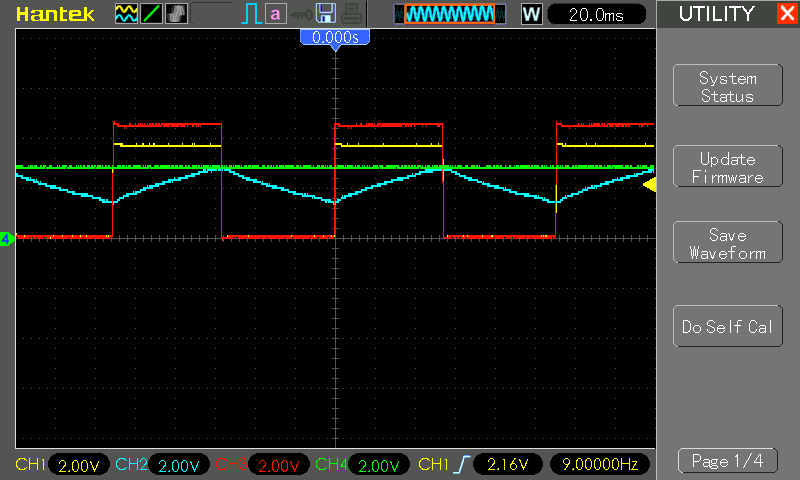 Hantek
a
W
20.0ms
UTILITY
X
0.000s
System
Status
Update
Firmware
Save
Waveform
Do Self Cal
4
CH1 2.00V CH2 2.00V CH3 2.00V CH4 2.00V CH1 2.16V 9.00000Hz
Page 1/4